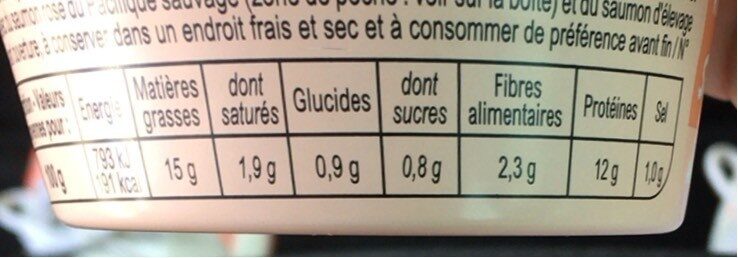 saumon rose du Pacifique sauvage (zone de pêche : voir sur la boîte) et du saumon d'élevage
à conserver dans un endroit frais et sec et à consommer de préférence avant fin / N°
Valeurs pour : Energie Matières grasses dont saturés Glucides dont sucres Fibres alimentaires Protéines Sel
100g 793 kJ 191 kcal 15 g 1,9 g 0,9 g 0,8 g 2,3 g 12 g 1,0g